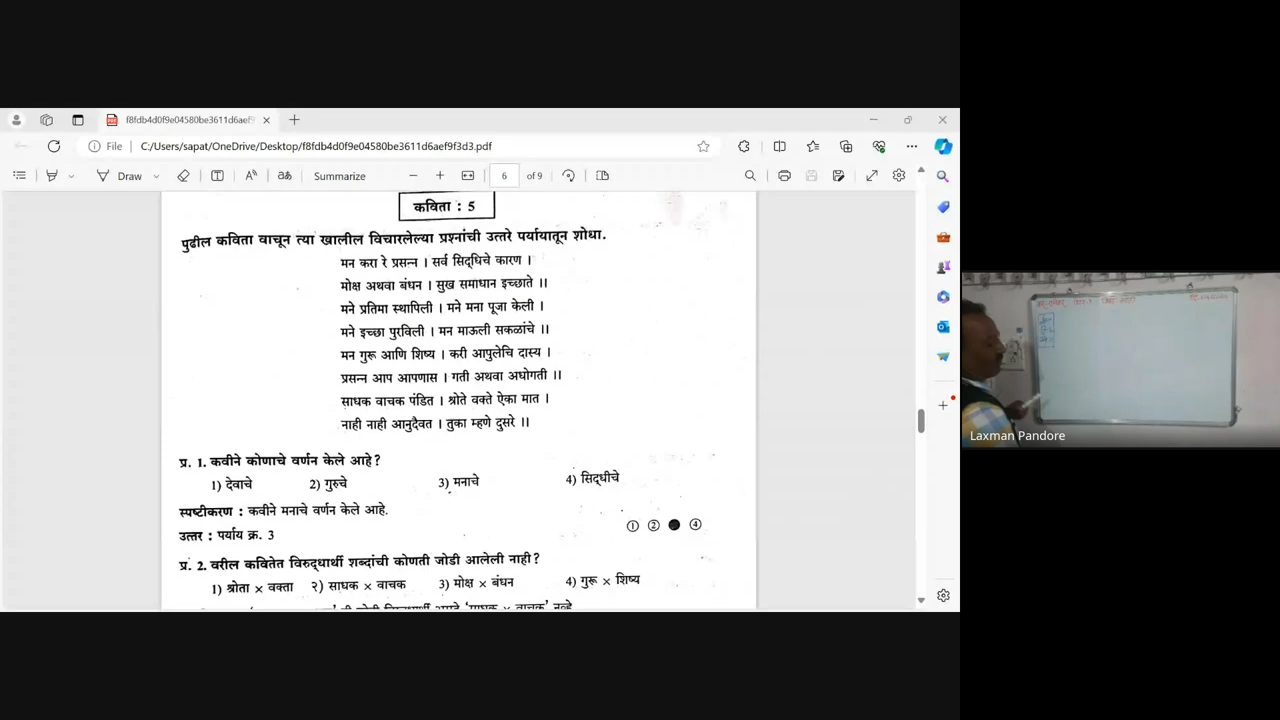 f8fdb4d0f9e04580be3611d6aef9
File
C:/Users/sapat/OneDrive/Desktop/f8fdb4d0f9e04580be3611d6aef9f3d3.pdf
Draw
Summarize
6
of 9
कविता : 5
पुढील कविता वाचून त्या खालील विचारलेल्या प्रश्नांची उत्तरे पर्यायातून शोधा.
मन करा रे प्रसन्न । सर्व सिद्धिचे कारण ।
मोक्ष अथवा बंधन । सुख समाधान इच्छाते ।।
मने प्रतिमा स्थापिली । मने मना पूजा केली ।
मने इच्छा पुरविली । मन माऊली सकळांचे ।।
मन गुरू आणि शिष्य । करी आपुलेचि दास्य ।
प्रसन्न आप आपणास । गती अथवा अधोगती ।।
साधक वाचक पंडित । श्रोते वक्ते ऐका मात ।
नाही नाही आनुदैवत । तुका म्हणे दुसरे ।।
प्र. 1. कवीने कोणाचे वर्णन केले आहे?
1) देवाचे 2) गुरुचे 3) मनाचे 4) सिद्धीचे
स्पष्टीकरण : कवीने मनाचे वर्णन केले आहे.
① ② ④
उत्तर : पर्याय क्र. 3
प्र. 2. वरील कवितेत विरुद्धार्थी शब्दांची कोणती जोडी आलेली नाही?
1) श्रोता × वक्ता २) साधक × वाचक 3) मोक्ष × बंधन 4) गुरू × शिष्य
Laxman Pandore